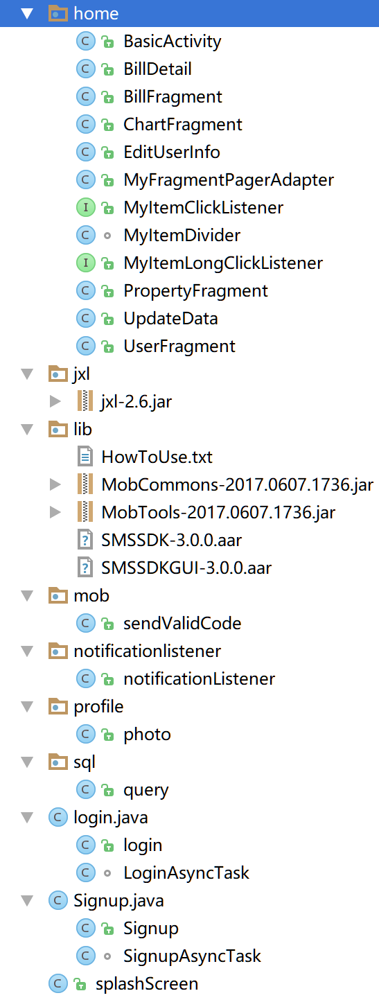 home
BasicActivity
BillDetail
BillFragment
ChartFragment
EditUserInfo
MyFragmentPagerAdapter
MyItemClickListener
MyItemDivider
MyItemLongClickListener
PropertyFragment
UpdateData
UserFragment
jxl
jxl-2.6.jar
lib
HowToUse.txt
MobCommons-2017.0607.1736.jar
MobTools-2017.0607.1736.jar
SMSSDK-3.0.0.aar
SMSSDKGUI-3.0.0.aar
mob
sendValidCode
notificationlistener
notificationListener
profile
photo
sql
query
login.java
login
LoginAsyncTask
Signup.java
Signup
SignupAsyncTask
splashScreen